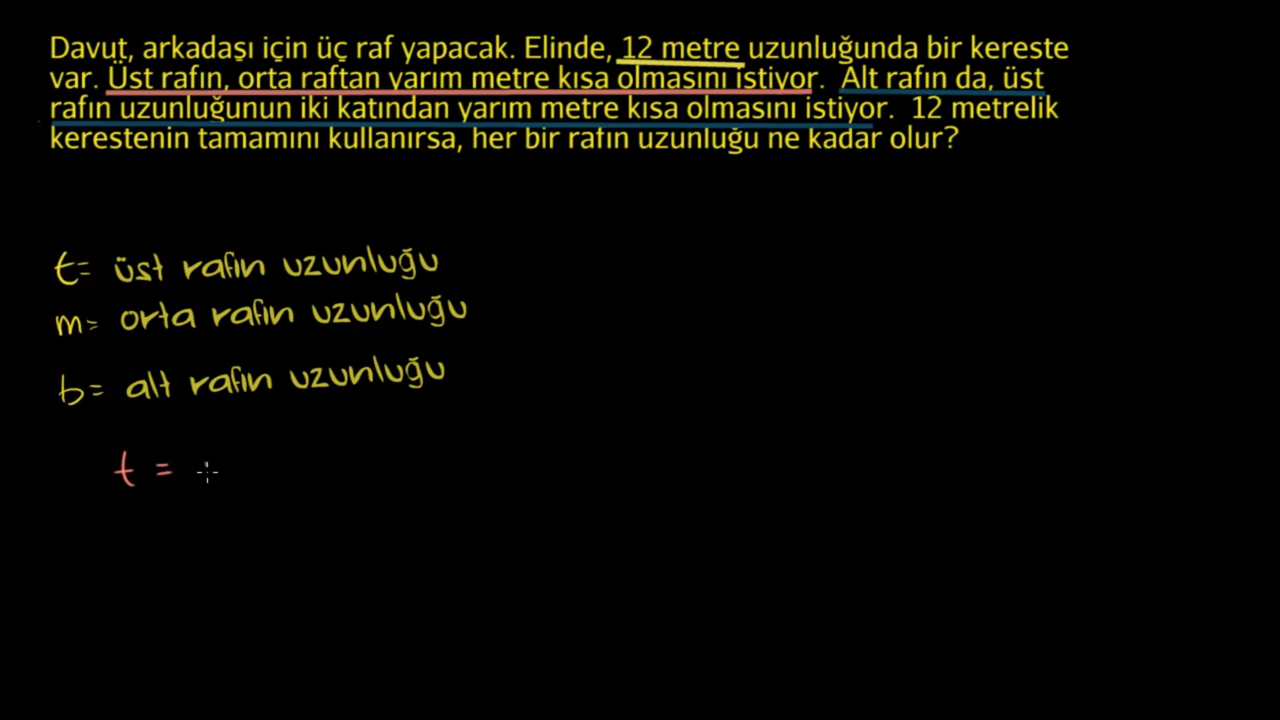 Davut, arkadaşı için üç raf yapacak. Elinde, 12 metre uzunluğunda bir kereste
var. Üst rafın, orta raftan yarım metre kısa olmasını istiyor. Alt rafın da, üst
rafın uzunluğunun iki katından yarım metre kısa olmasını istiyor. 12 metrelik
kerestenin tamamını kullanırsa, her bir rafın uzunluğu ne kadar olur?
t= üst rafın uzunluğu
m= orta rafın uzunluğu
b= alt rafın uzunluğu
t =